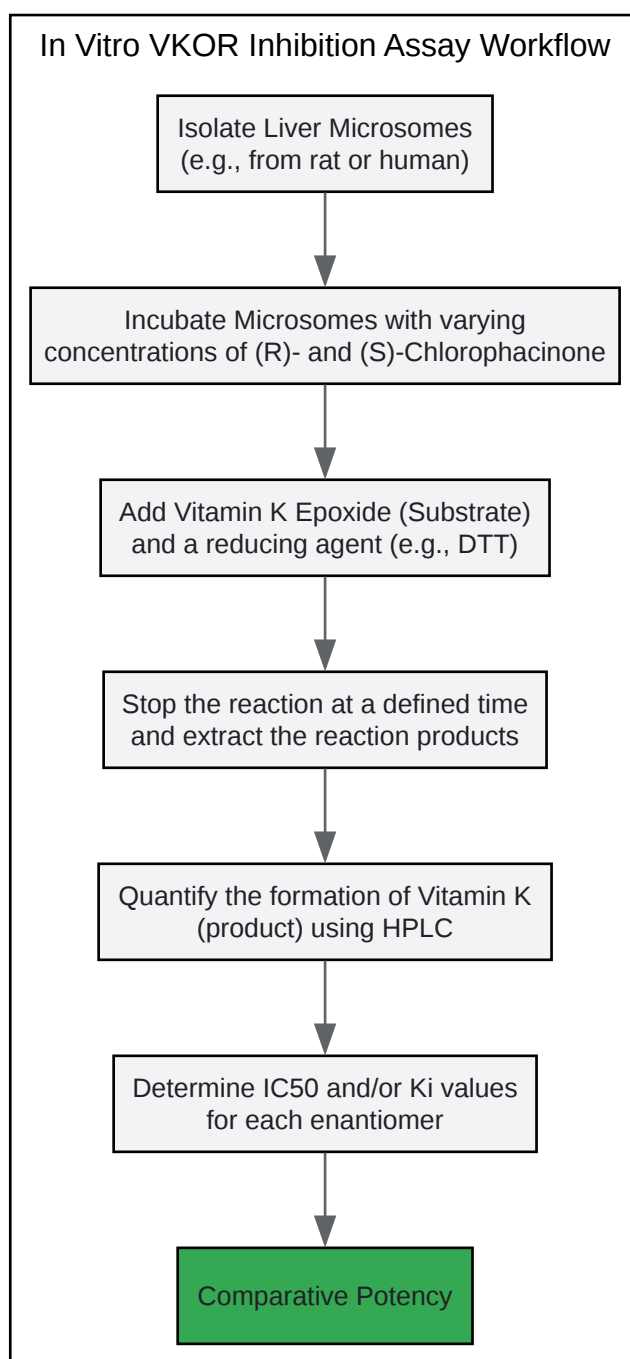 In Vitro VKOR Inhibition Assay Workflow
Isolate Liver Microsomes
(e.g., from rat or human)
Incubate Microsomes with varying
concentrations of (R)- and (S)-Chlorophacinone
Add Vitamin K Epoxide (Substrate)
and a reducing agent (e.g., DTT)
Stop the reaction at a defined time
and extract the reaction products
Quantify the formation of Vitamin K
(product) using HPLC
Determine IC50 and/or Ki values
for each enantiomer
Comparative Potency